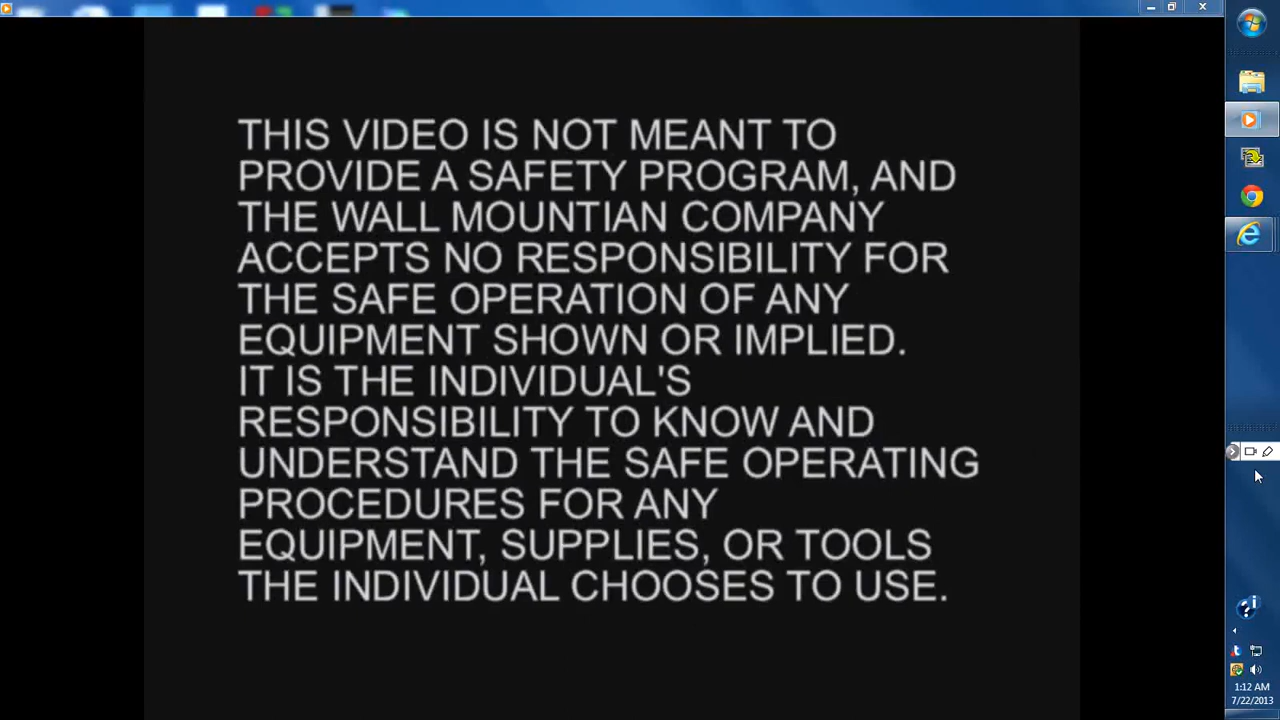 THIS VIDEO IS NOT MEANT TO
PROVIDE A SAFETY PROGRAM, AND
THE WALL MOUNTIAN COMPANY
ACCEPTS NO RESPONSIBILITY FOR
THE SAFE OPERATION OF ANY
EQUIPMENT SHOWN OR IMPLIED.
IT IS THE INDIVIDUAL'S
RESPONSIBILITY TO KNOW AND
UNDERSTAND THE SAFE OPERATING
PROCEDURES FOR ANY
EQUIPMENT, SUPPLIES, OR TOOLS
THE INDIVIDUAL CHOOSES TO USE.
1:12 AM
7/22/2013